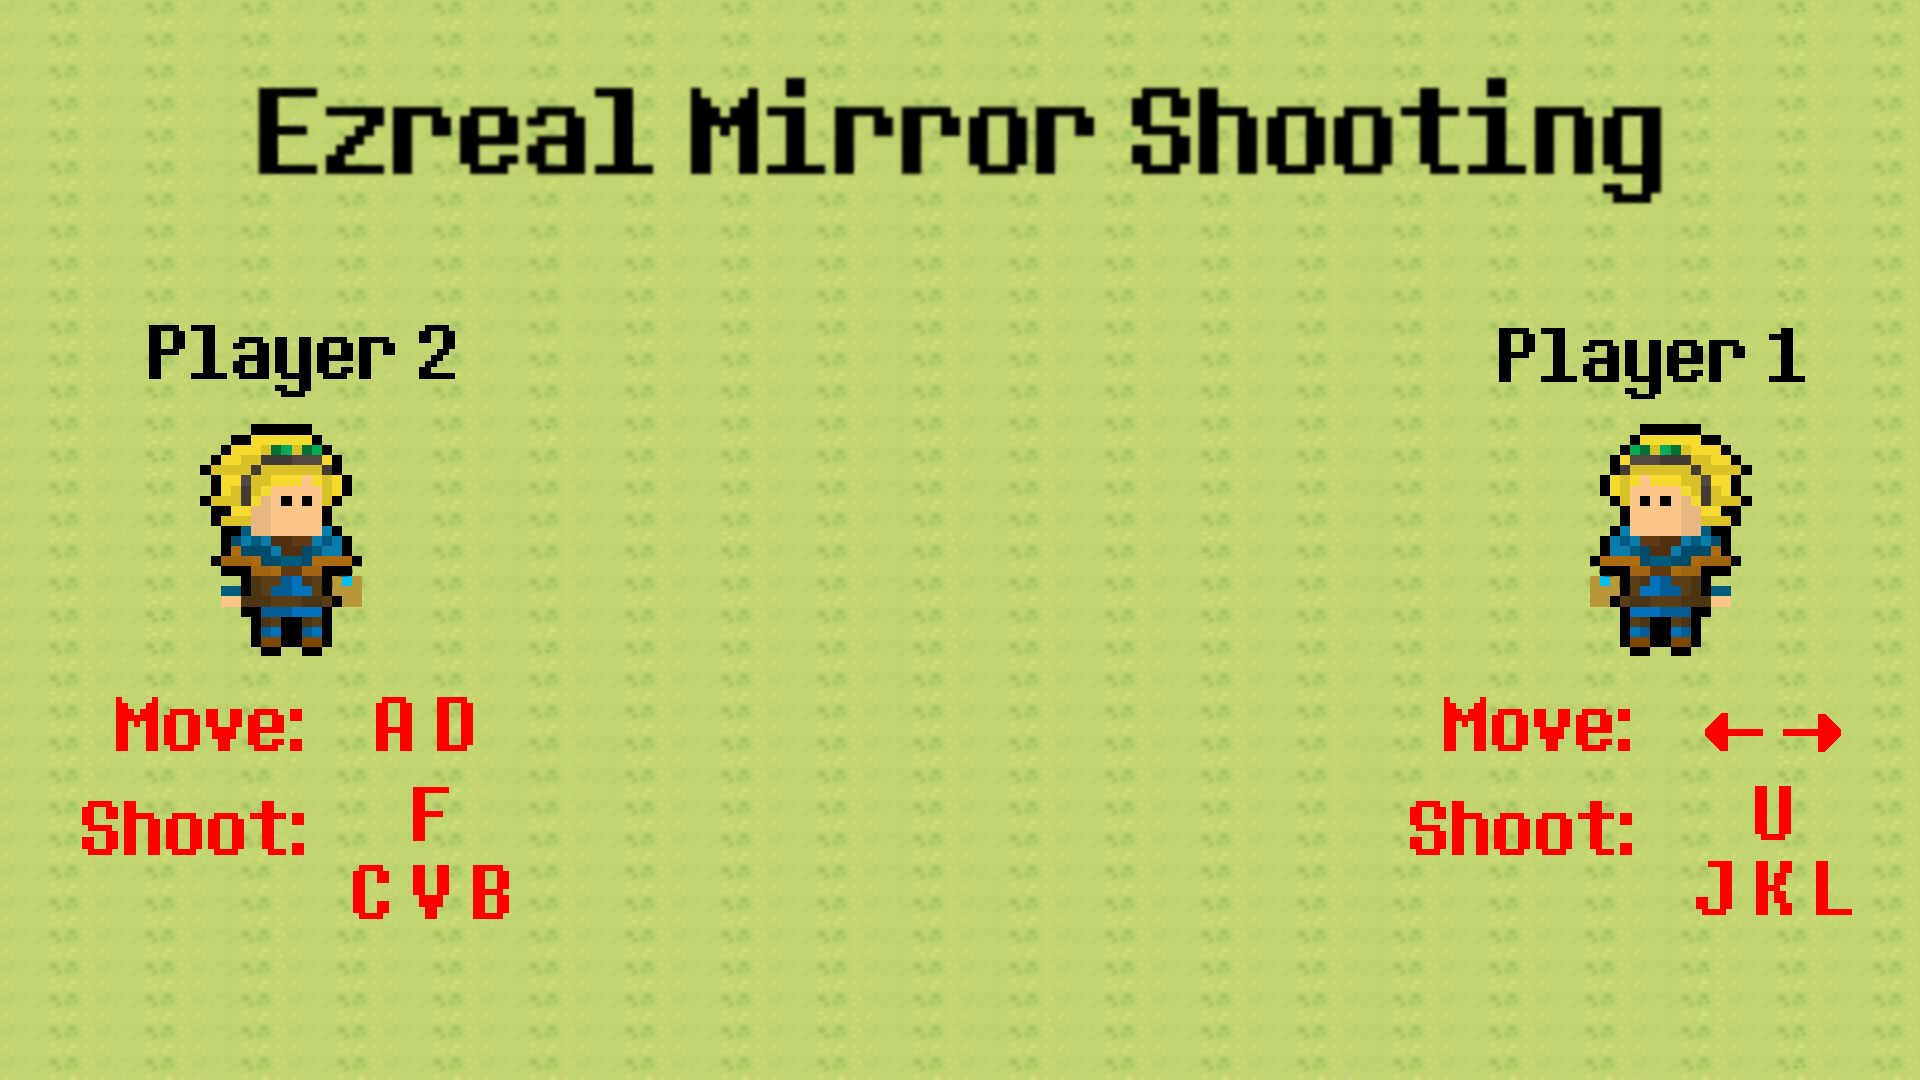 Ezreal Mirror Shooting
Player 2
Move: A D
Shoot: F
C V B
Player 1
Move: ← →
Shoot: U
J K L